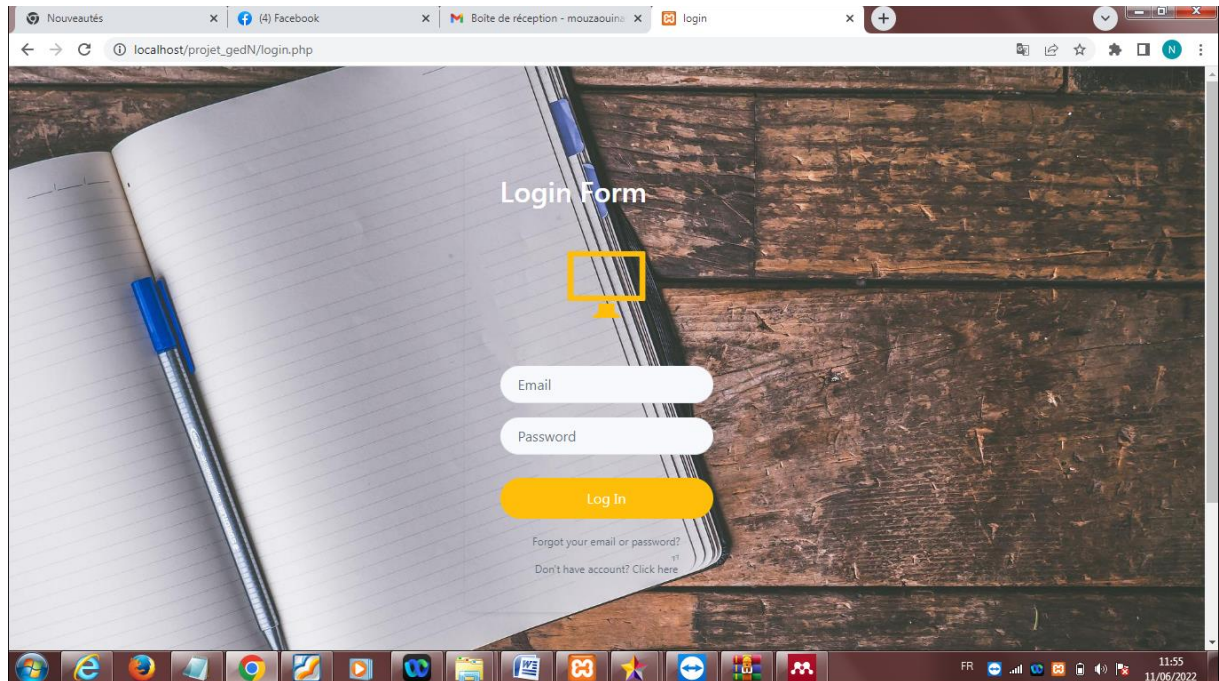 Nouveautés
(4) Facebook
Boîte de réception - mouzaouina
login
localhost/projet_gedN/login.php
N
Login Form
Email
Password
Log In
Forgot your email or password?
Don't have account? Click here
FR
11:55
11/06/2022